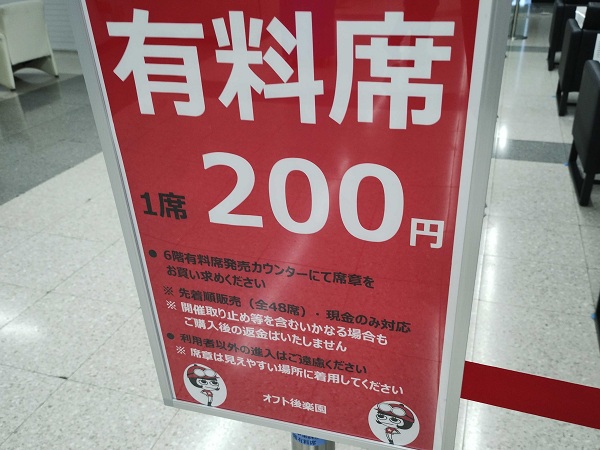 有料席
1席 200円
● 6階有料席発売カウンターにて席章を
お買い求めください
※ 先着順販売（全48席）・現金のみ対応
※ 開催取り止め等を含むいかなる場合も
ご購入後の返金はいたしません
● 利用者以外の進入はご遠慮ください
※ 席章は見えやすい場所に着用してください
オフト後楽園